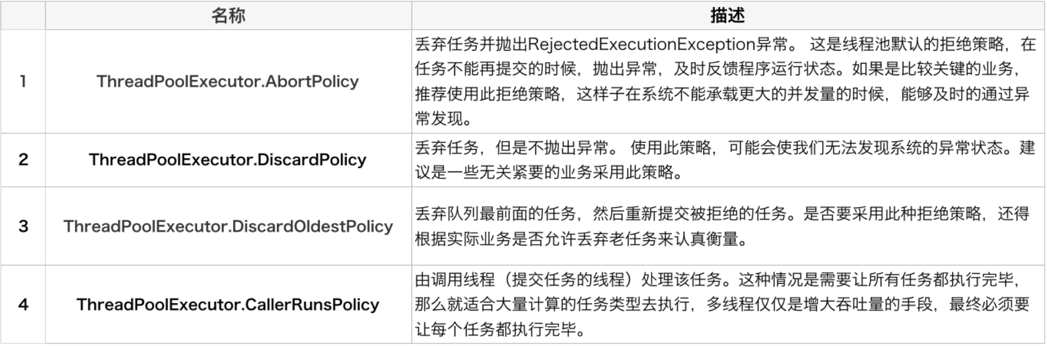 名称 描述
丢弃任务并抛出RejectedExecutionException异常。 这是线程池默认的拒绝策略，在
1 ThreadPoolExecutor.AbortPolicy 任务不能再提交的时候，抛出异常，及时反馈程序运行状态。如果是比较关键的业务，
推荐使用此拒绝策略，这样子在系统不能承载更大的并发量的时候，能够及时的通过异
常发现。
2 ThreadPoolExecutor.DiscardPolicy 丢弃任务，但是不抛出异常。 使用此策略，可能会使我们无法发现系统的异常状态。建
议是一些无关紧要的业务采用此策略。
3 ThreadPoolExecutor.DiscardOldestPolicy 丢弃队列最前面的任务，然后重新提交被拒绝的任务。是否要采用此种拒绝策略，还得
根据实际业务是否允许丢弃老任务来认真衡量。
由调用线程（提交任务的线程）处理该任务。这种情况是需要让所有任务都执行完毕，
4 ThreadPoolExecutor.CallerRunsPolicy 那么就适合大量计算的任务类型去执行，多线程仅仅是增大吞吐量的手段，最终必须要
让每个任务都执行完毕。